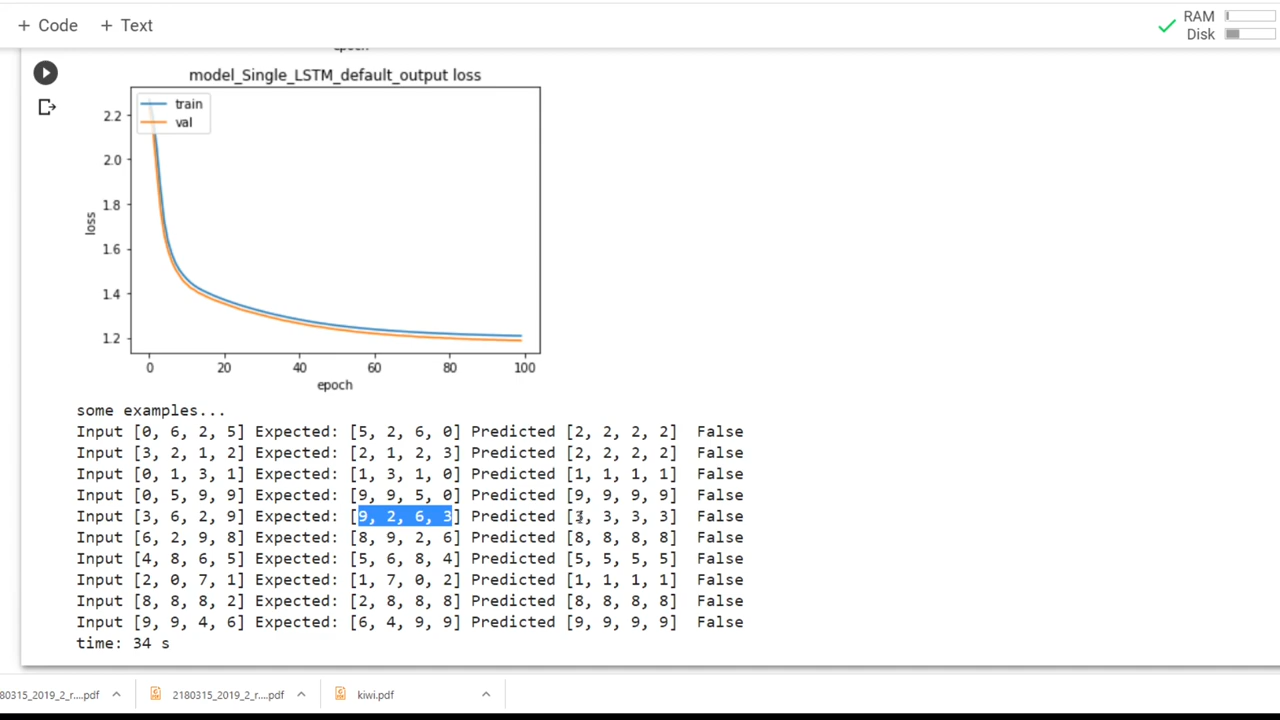 + Code + Text
RAM
Disk
epoch
model_Single_LSTM_default_output loss
train
val
2.2
2.0
1.8
1.6
1.4
1.2
loss
0 20 40 60 80 100
epoch
some examples...
Input [0, 6, 2, 5] Expected: [5, 2, 6, 0] Predicted [2, 2, 2, 2] False
Input [3, 2, 1, 2] Expected: [2, 1, 2, 3] Predicted [2, 2, 2, 2] False
Input [0, 1, 3, 1] Expected: [1, 3, 1, 0] Predicted [1, 1, 1, 1] False
Input [0, 5, 9, 9] Expected: [9, 9, 5, 0] Predicted [9, 9, 9, 9] False
Input [3, 6, 2, 9] Expected: [9, 2, 6, 3] Predicted [3, 3, 3, 3] False
Input [6, 2, 9, 8] Expected: [8, 9, 2, 6] Predicted [8, 8, 8, 8] False
Input [4, 8, 6, 5] Expected: [5, 6, 8, 4] Predicted [5, 5, 5, 5] False
Input [2, 0, 7, 1] Expected: [1, 7, 0, 2] Predicted [1, 1, 1, 1] False
Input [8, 8, 8, 2] Expected: [2, 8, 8, 8] Predicted [8, 8, 8, 8] False
Input [9, 9, 4, 6] Expected: [6, 4, 9, 9] Predicted [9, 9, 9, 9] False
time: 34 s
80315_2019_2_r....pdf 2180315_2019_2_r....pdf kiwi.pdf